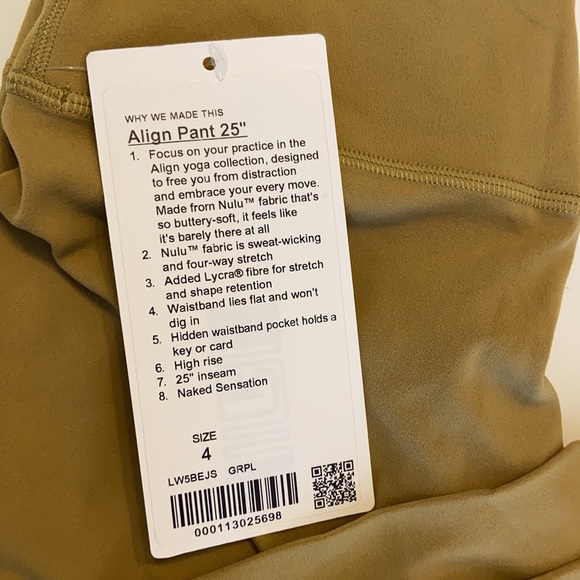 WHY WE MADE THIS
Align Pant 25"
1. Focus on your practice in the
Align yoga collection, designed
to free you from distraction
and embrace your every move.
Made from Nulu™ fabric that's
so buttery-soft, it feels like
it's barely there at all
2. Nulu™ fabric is sweat-wicking
and four-way stretch
3. Added Lycra® fibre for stretch
and shape retention
4. Waistband lies flat and won't
dig in
5. Hidden waistband pocket holds a
key or card
6. High rise
7. 25" inseam
8. Naked Sensation
SIZE
4
LW5BEJS GRPL
000113025698